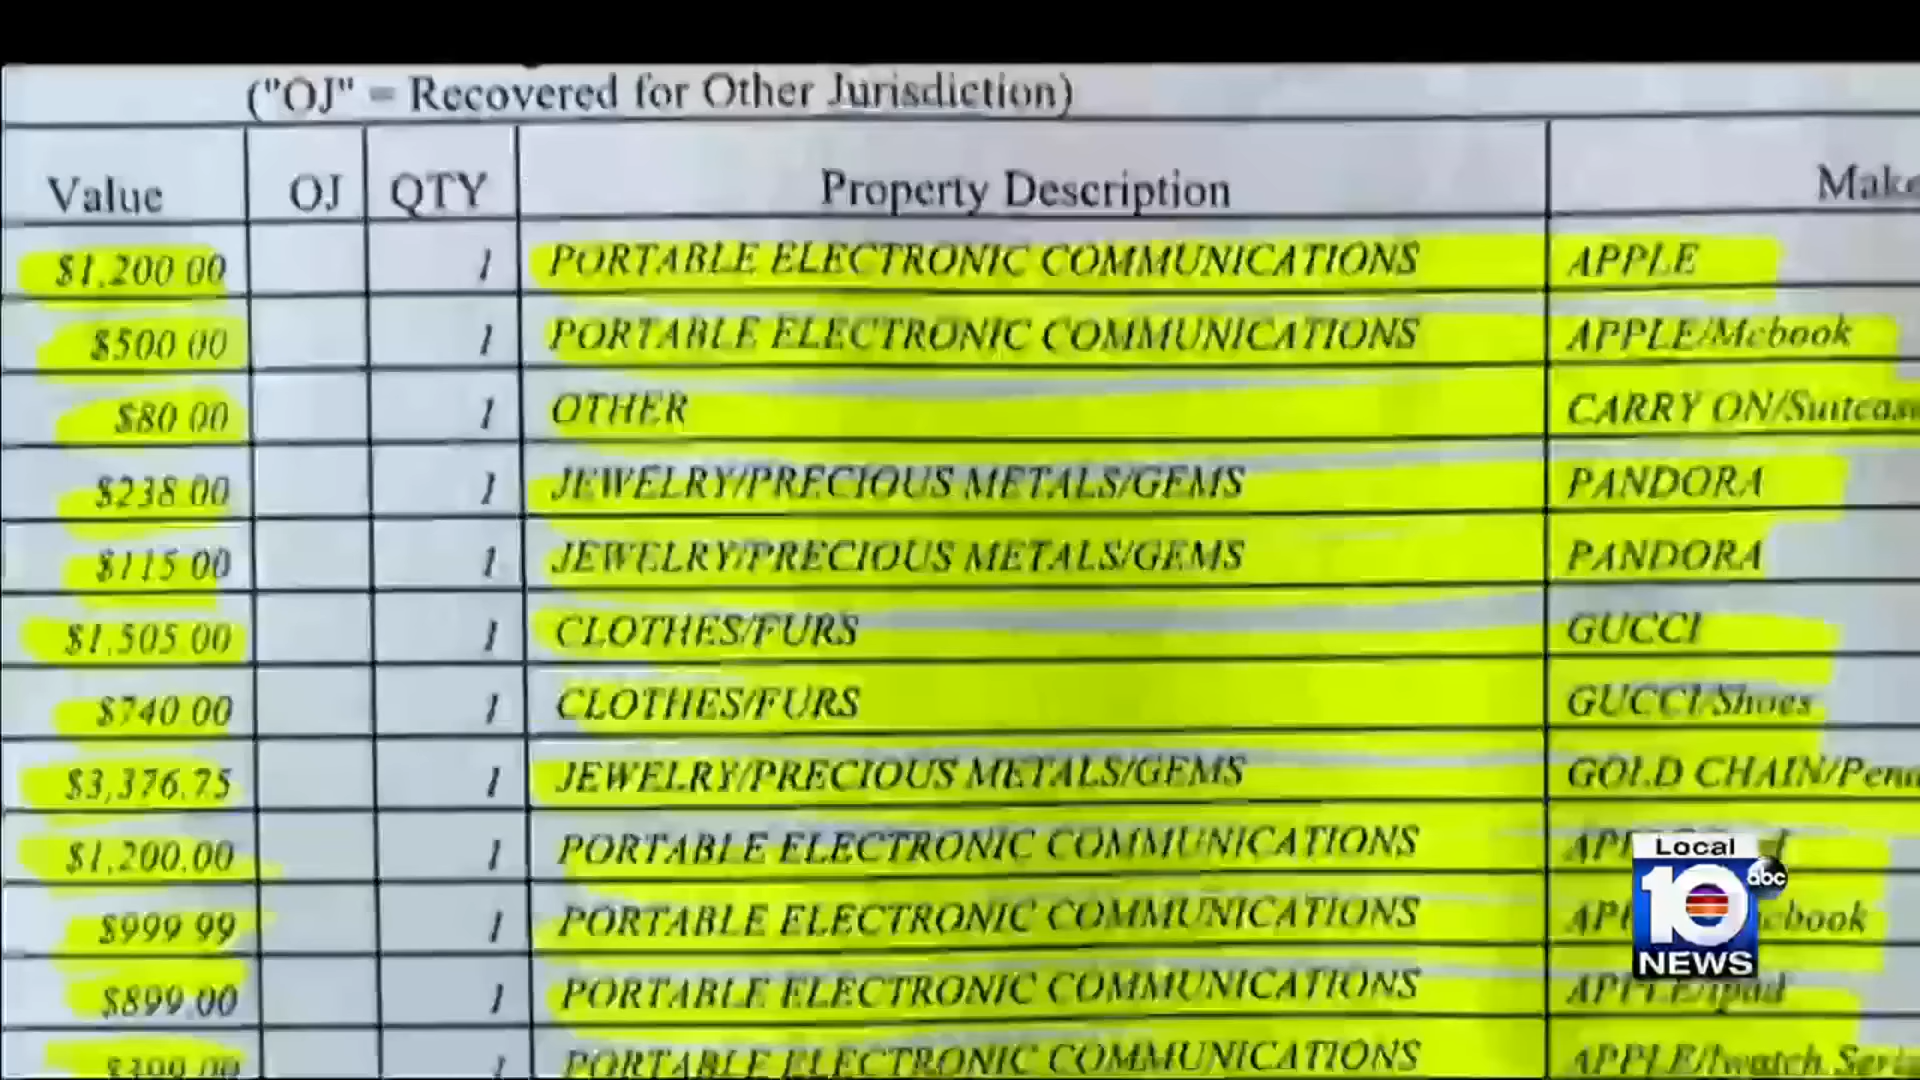 ("OJ" = Recovered for Other Jurisdiction)
Value OJ QTY Property Description Make
$1,200.00 1 PORTABLE ELECTRONIC COMMUNICATIONS APPLE
$500.00 1 PORTABLE ELECTRONIC COMMUNICATIONS APPLE/Mcbook
$80.00 1 OTHER CARRY ON/Suitcas
$238.00 1 JEWELRY/PRECIOUS METALS/GEMS PANDORA
$115.00 1 JEWELRY/PRECIOUS METALS/GEMS PANDORA
$1,505.00 1 CLOTHES/FURS GUCCI
$740.00 1 CLOTHES/FURS GUCCI/Shoes
$3,376.75 1 JEWELRY/PRECIOUS METALS/GEMS GOLD CHAIN/Pen
$1,200.00 1 PORTABLE ELECTRONIC COMMUNICATIONS
$999.99 1 PORTABLE ELECTRONIC COMMUNICATIONS
$899.00 1 PORTABLE ELECTRONIC COMMUNICATIONS APPLE/Ipad
1 PORTABLE ELECTRONIC COMMUNICATIONS APPLE/Iwatch Seri
Local
10 abc
NEWS